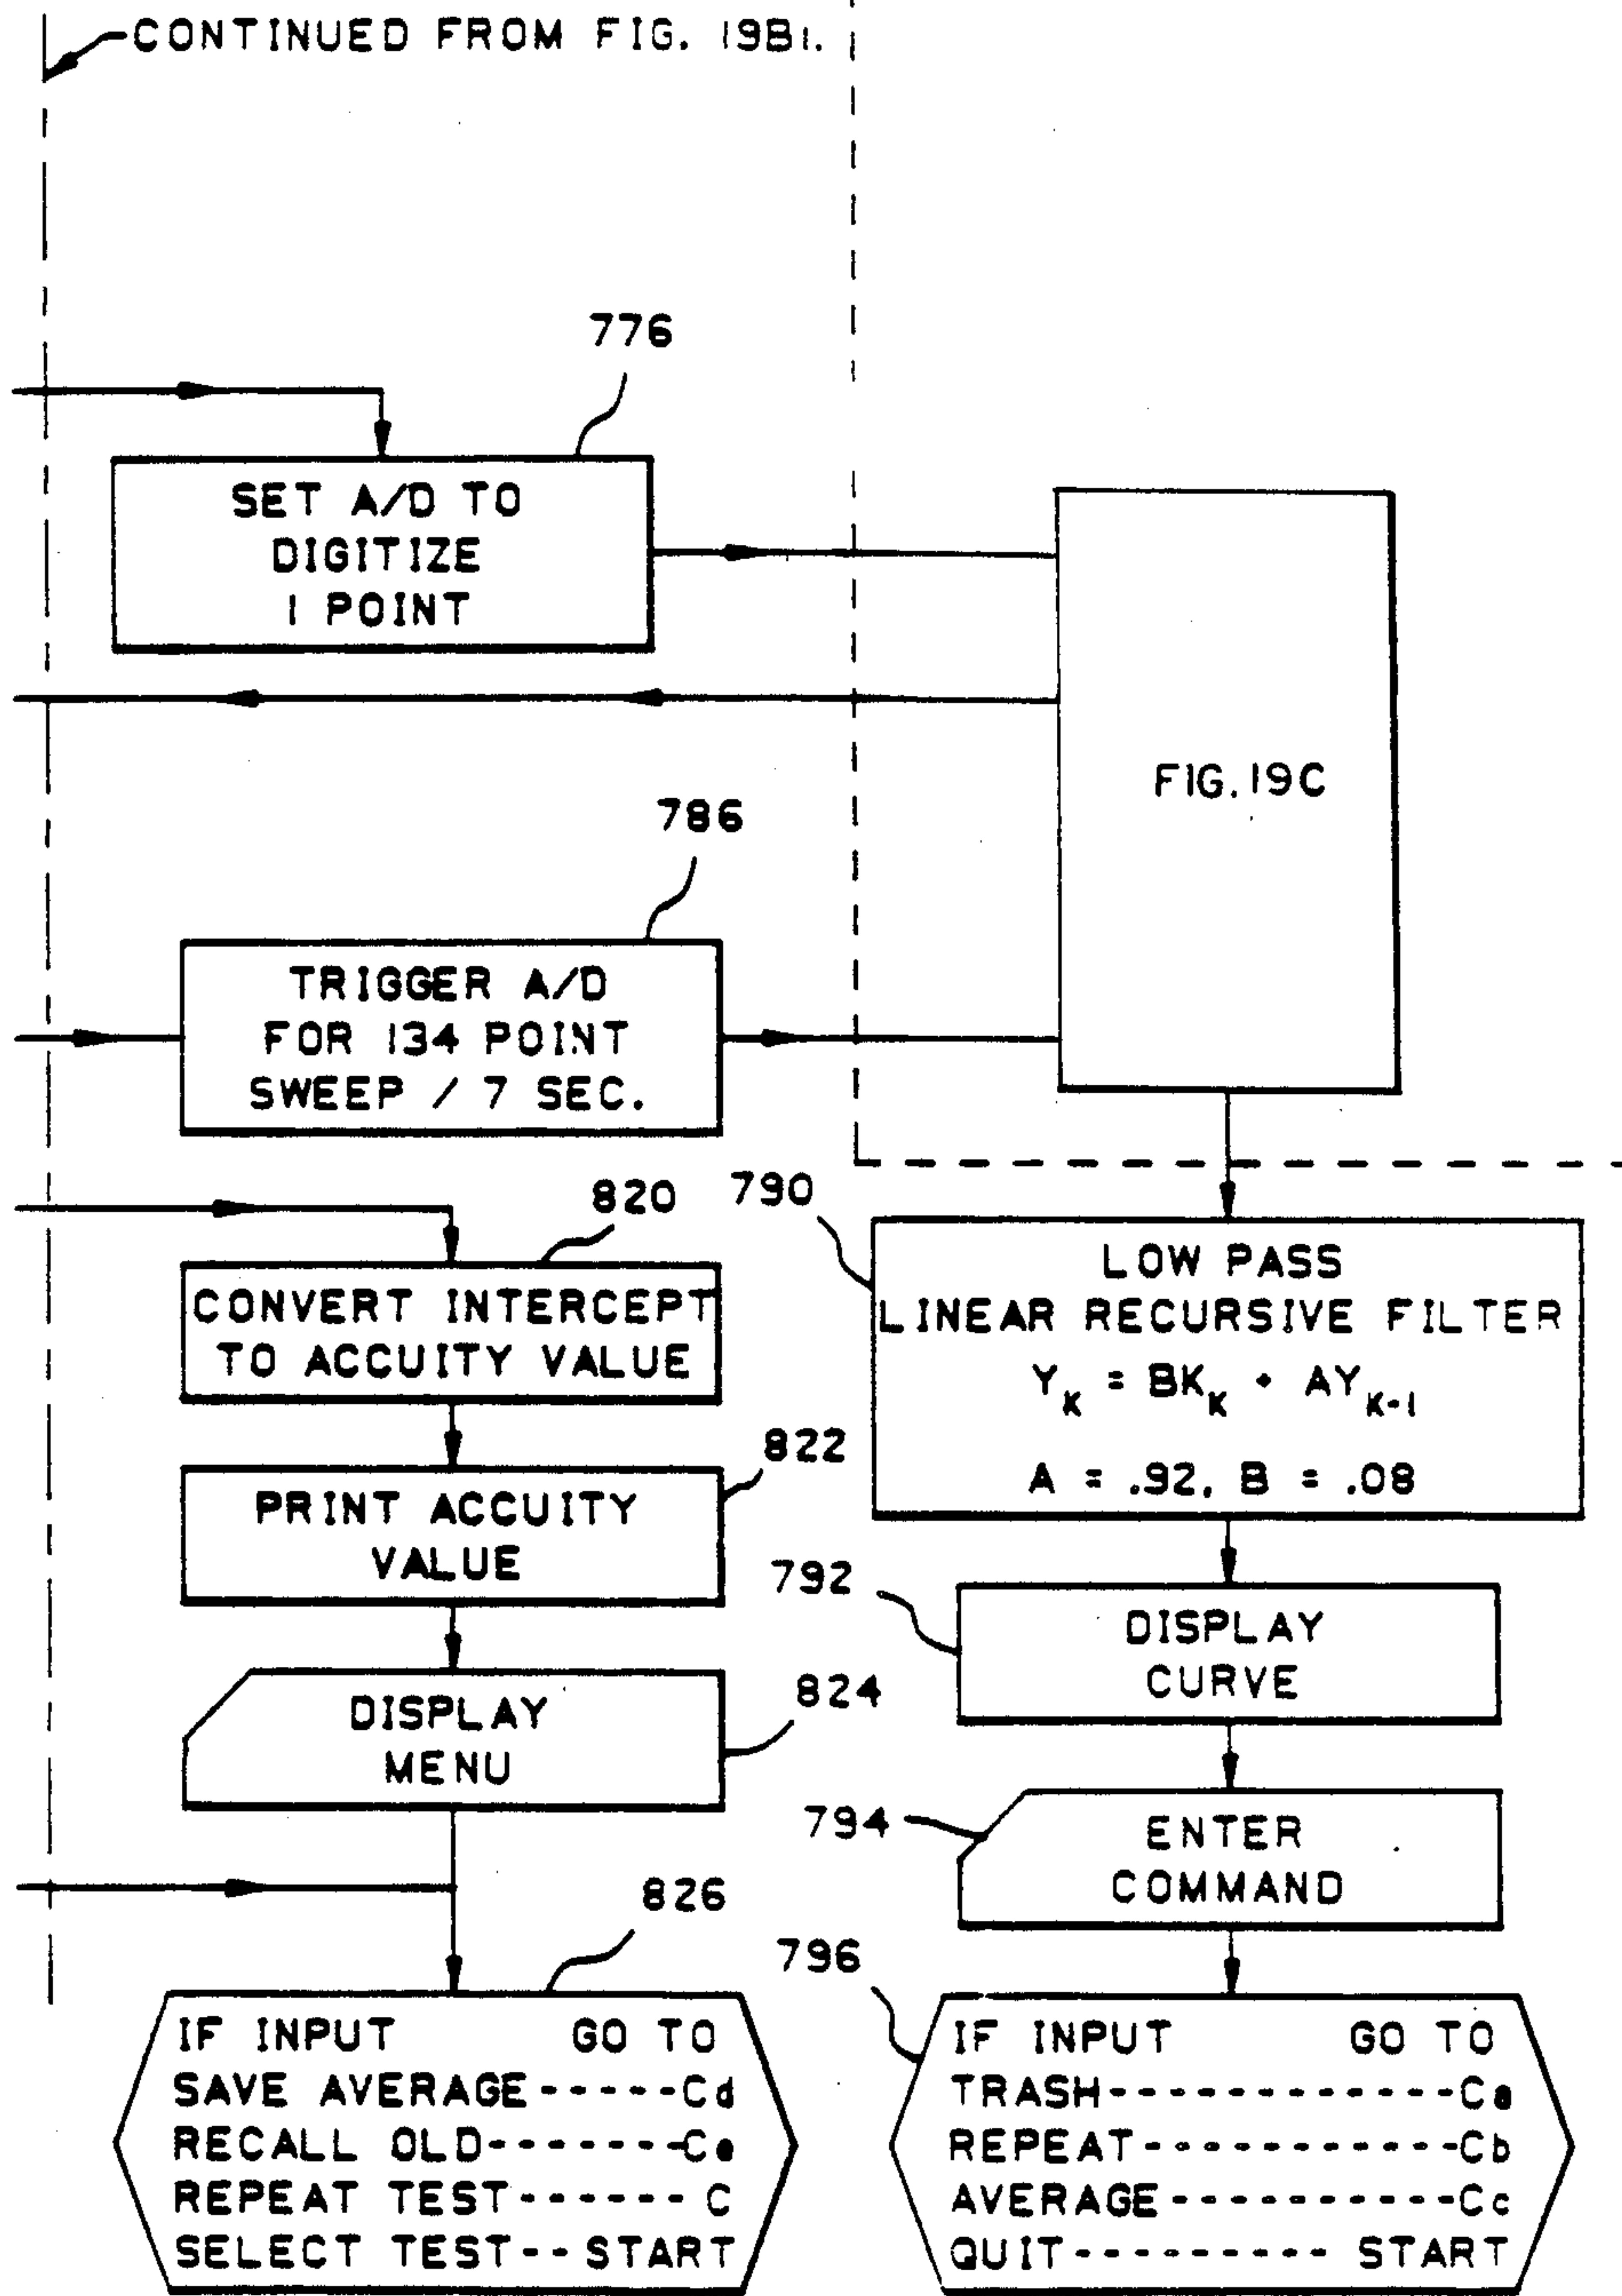 CONTINUED FROM FIG. 19B1.
776
SET A/D TO
DIGITIZE
1 POINT
FIG. 19C
786
TRIGGER A/D
FOR 134 POINT
SWEEP / 7 SEC.
820
CONVERT INTERCEPT
TO ACCUITY VALUE
822
PRINT ACCUITY
VALUE
824
DISPLAY
MENU
826
IF INPUT GO TO
SAVE AVERAGE-----Cd
RECALL OLD-------Ce
REPEAT TEST------ C
SELECT TEST-- START
790
LOW PASS
LINEAR RECURSIVE FILTER
Y_K = BK_K + AY_K-1
A = .92, B = .08
792
DISPLAY
CURVE
794
ENTER
COMMAND
796
IF INPUT GO TO
TRASH-------------Ca
REPEAT------------Cb
AVERAGE-----------Cc
QUIT---------- START